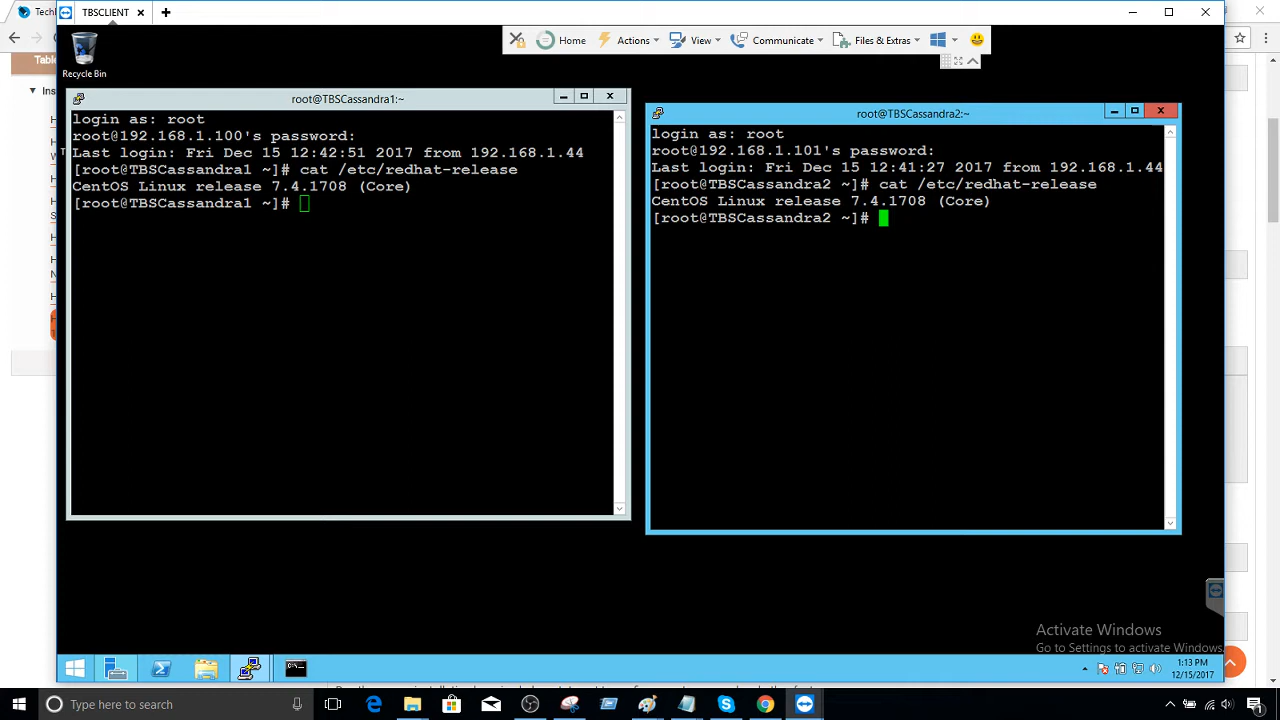 Tech
TBSCLIENT
Home
Actions
View
Communicate
Files & Extras
Table
Ins
Recycle Bin
root@TBSCassandra1:~
login as: root
root@192.168.1.100's password:
Last login: Fri Dec 15 12:42:51 2017 from 192.168.1.44
[root@TBSCassandra1 ~]# cat /etc/redhat-release
CentOS Linux release 7.4.1708 (Core)
[root@TBSCassandra1 ~]#
root@TBSCassandra2:~
login as: root
root@192.168.1.101's password:
Last login: Fri Dec 15 12:41:27 2017 from 192.168.1.44
[root@TBSCassandra2 ~]# cat /etc/redhat-release
CentOS Linux release 7.4.1708 (Core)
[root@TBSCassandra2 ~]#
Activate Windows
Go to Settings to activate Windows.
1:13 PM
12/15/2017
Type here to search